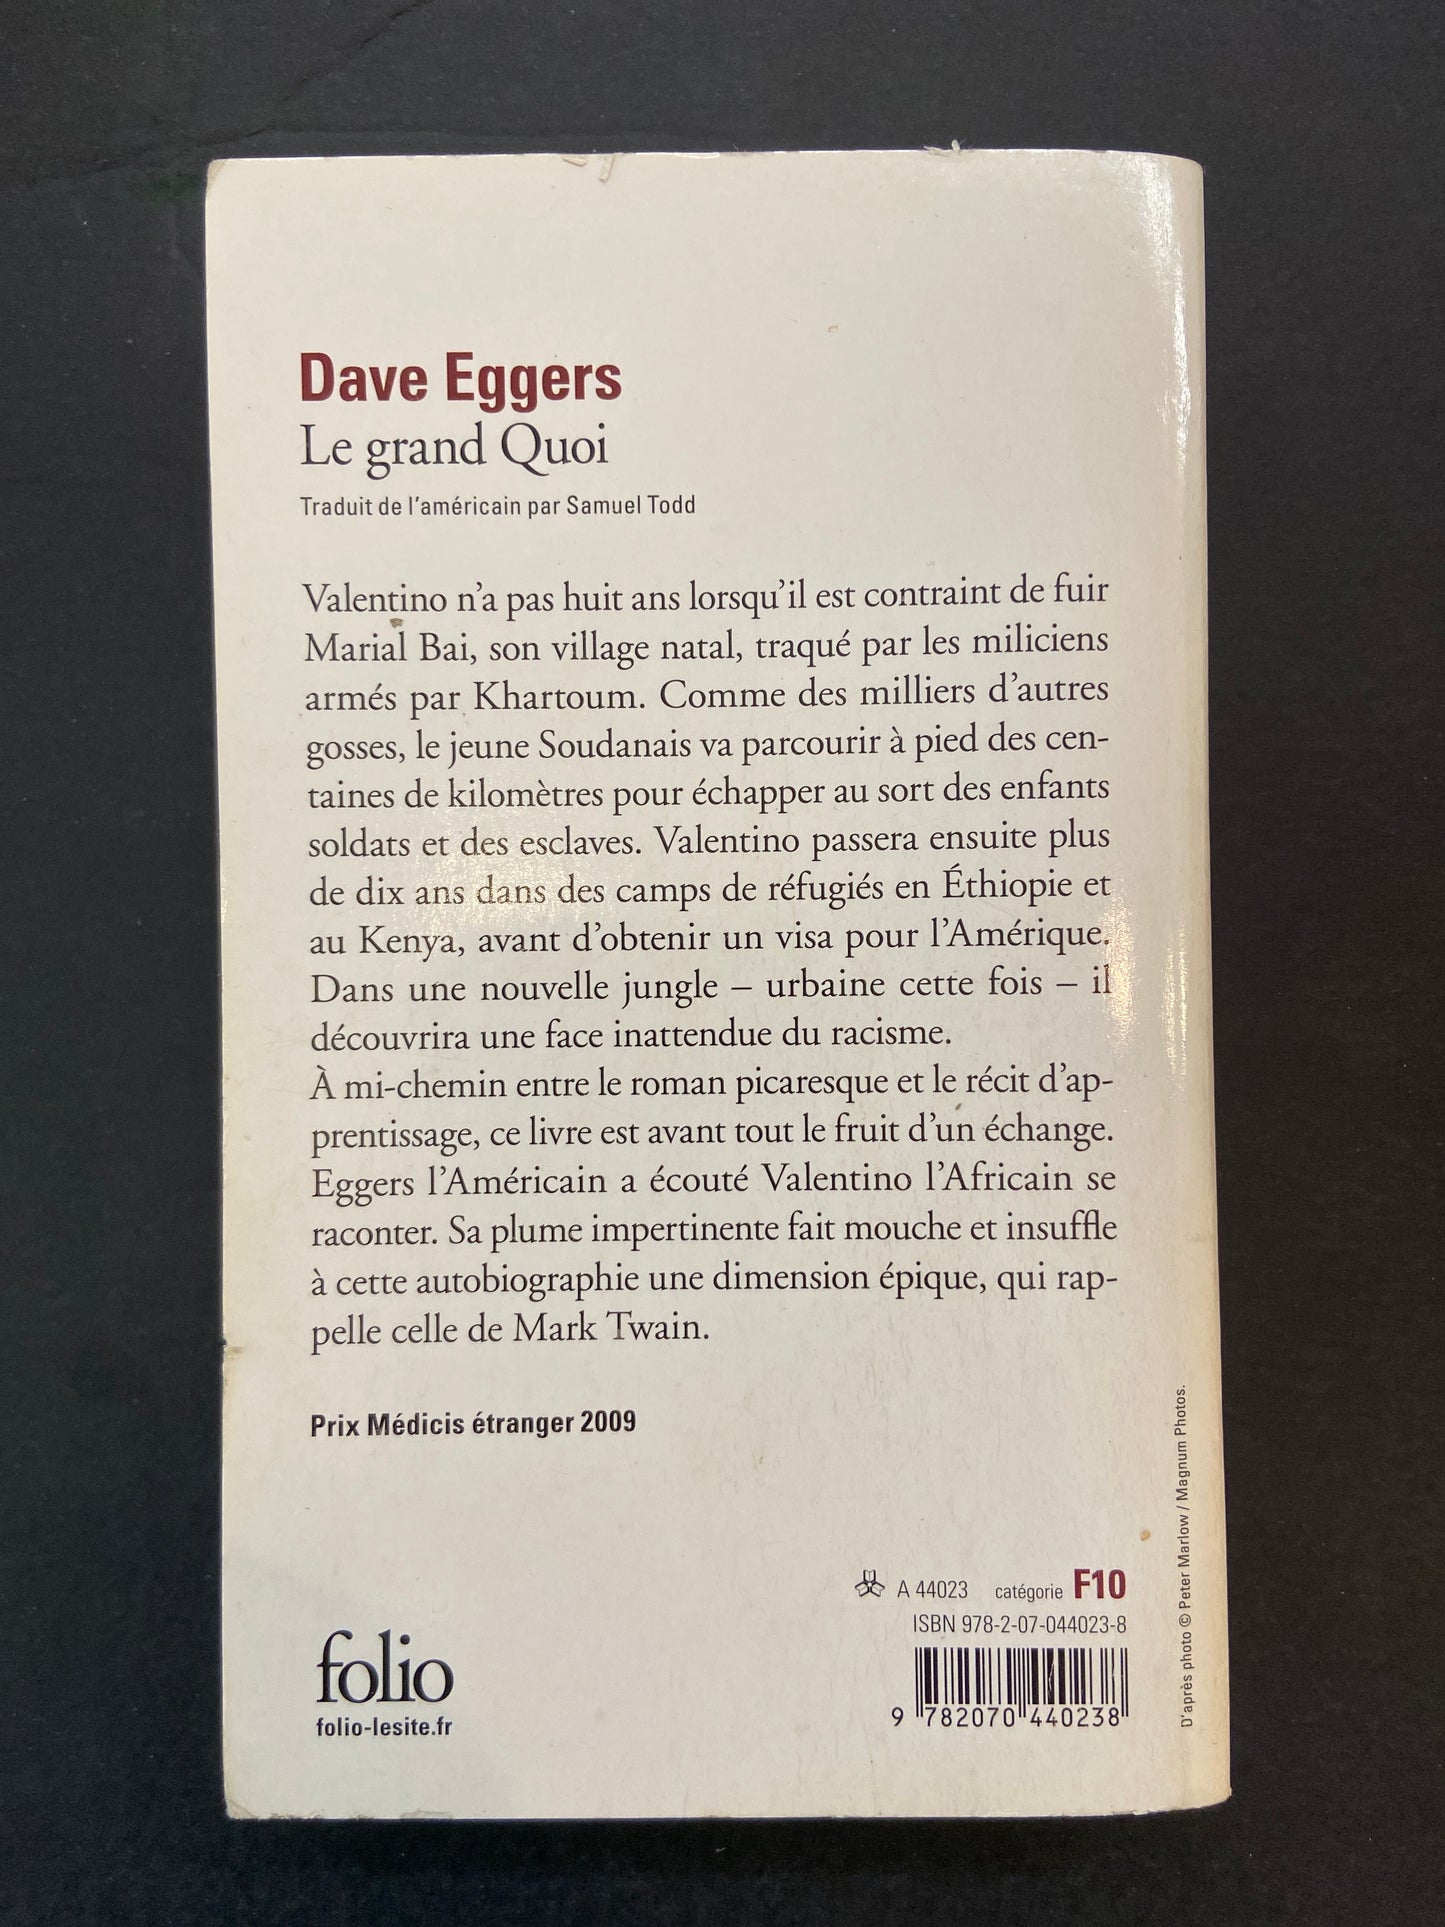 Dave Eggers
Le grand Quoi
Traduit de l'américain par Samuel Todd
Valentino n'a pas huit ans lorsqu'il est contraint de fuir
Marial Bai, son village natal, traqué par les miliciens
armés par Khartoum. Comme des milliers d'autres
gosses, le jeune Soudanais va parcourir à pied des cen-
taines de kilomètres pour échapper au sort des enfants
soldats et des esclaves. Valentino passera ensuite plus
de dix ans dans des camps de réfugiés en Éthiopie et
au Kenya, avant d'obtenir un visa pour l'Amérique.
Dans une nouvelle jungle – urbaine cette fois – il
découvrira une face inattendue du racisme.
À mi-chemin entre le roman picaresque et le récit d'ap-
prentissage, ce livre est avant tout le fruit d'un échange.
Eggers l'Américain a écouté Valentino l'Africain se
raconter. Sa plume impertinente fait mouche et insuffle
à cette autobiographie une dimension épique, qui rap-
pelle celle de Mark Twain.
Prix Médicis étranger 2009
A 44023 catégorie F10
ISBN 978-2-07-044023-8
9 782070 440238
folio
folio-lesite.fr
D'après photo © Peter Marlow / Magnum Photos.